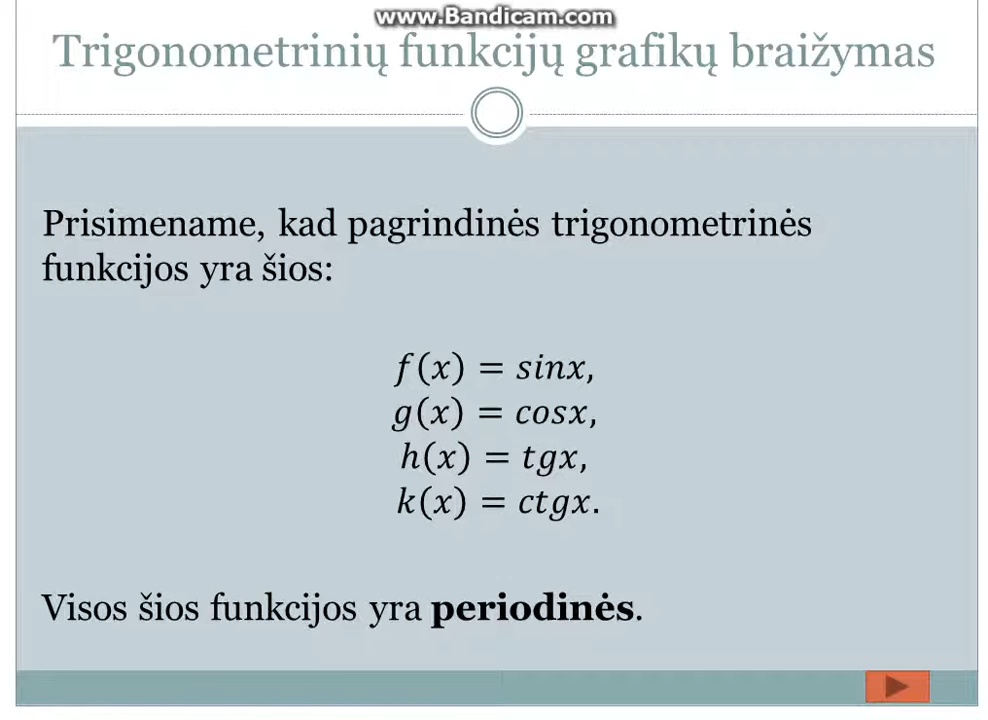 www.Bandicam.com
Trigonometrinių funkcijų grafikų braižymas
Prisimename, kad pagrindinės trigonometrinės
funkcijos yra šios:
f(x) = sinx,
g(x) = cosx,
h(x) = tgx,
k(x) = ctgx.
Visos šios funkcijos yra periodinės.